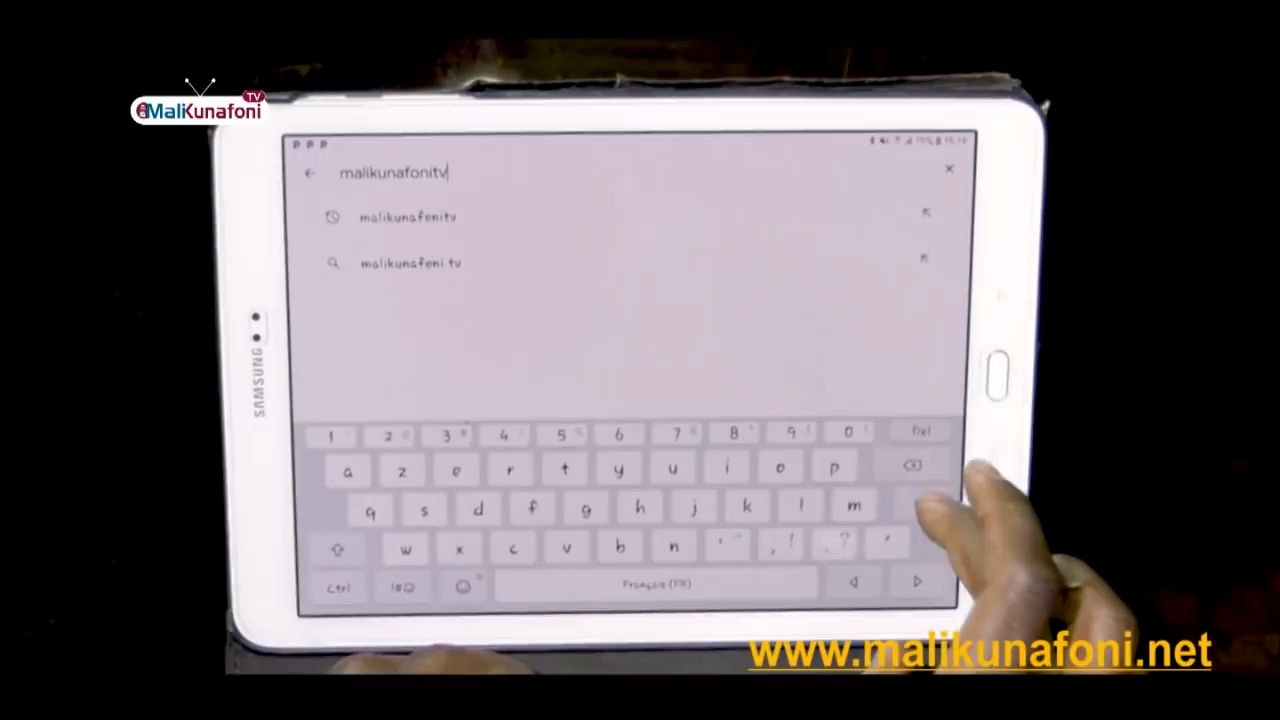 TV
MaliKunafoni
P P P
malikunafonitv
malikunafonitv
malikunafoni tv
SAMSUNG
1 2 3 4 5 6 7 8 9 0 Del
a z e r t y u i o p
q s d f g h j k l m
w x c v b n ' , ! . ? '
Ctrl !#☺ Français (FR)
www.malikunafoni.net